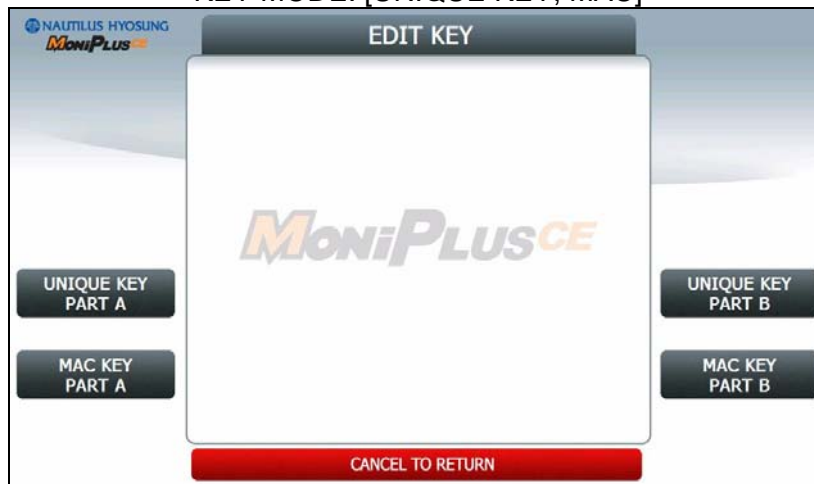 KEY MODE: [UNIQUE KEY, MAC]
NAUTILUS HYOSUNG
MoniPlus CE
EDIT KEY
MoniPlus CE
UNIQUE KEY
PART A
UNIQUE KEY
PART B
MAC KEY
PART A
MAC KEY
PART B
CANCEL TO RETURN